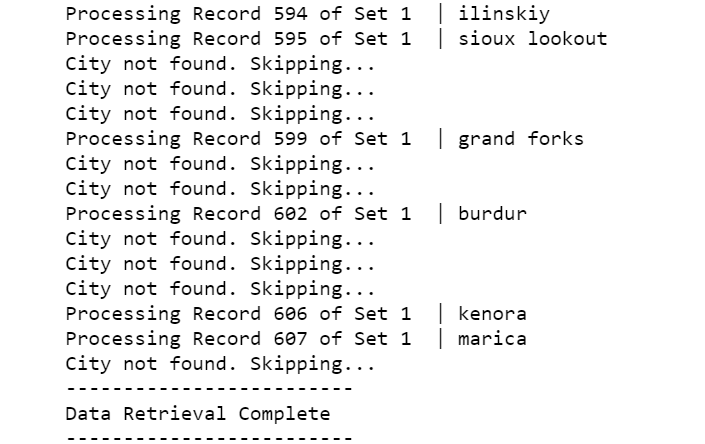 Processing Record 594 of Set 1  | ilinskiy
Processing Record 595 of Set 1  | sioux lookout
City not found. Skipping...
City not found. Skipping...
City not found. Skipping...
Processing Record 599 of Set 1  | grand forks
City not found. Skipping...
City not found. Skipping...
Processing Record 602 of Set 1  | burdur
City not found. Skipping...
City not found. Skipping...
City not found. Skipping...
Processing Record 606 of Set 1  | kenora
Processing Record 607 of Set 1  | marica
City not found. Skipping...
-------------------------
Data Retrieval Complete
-------------------------